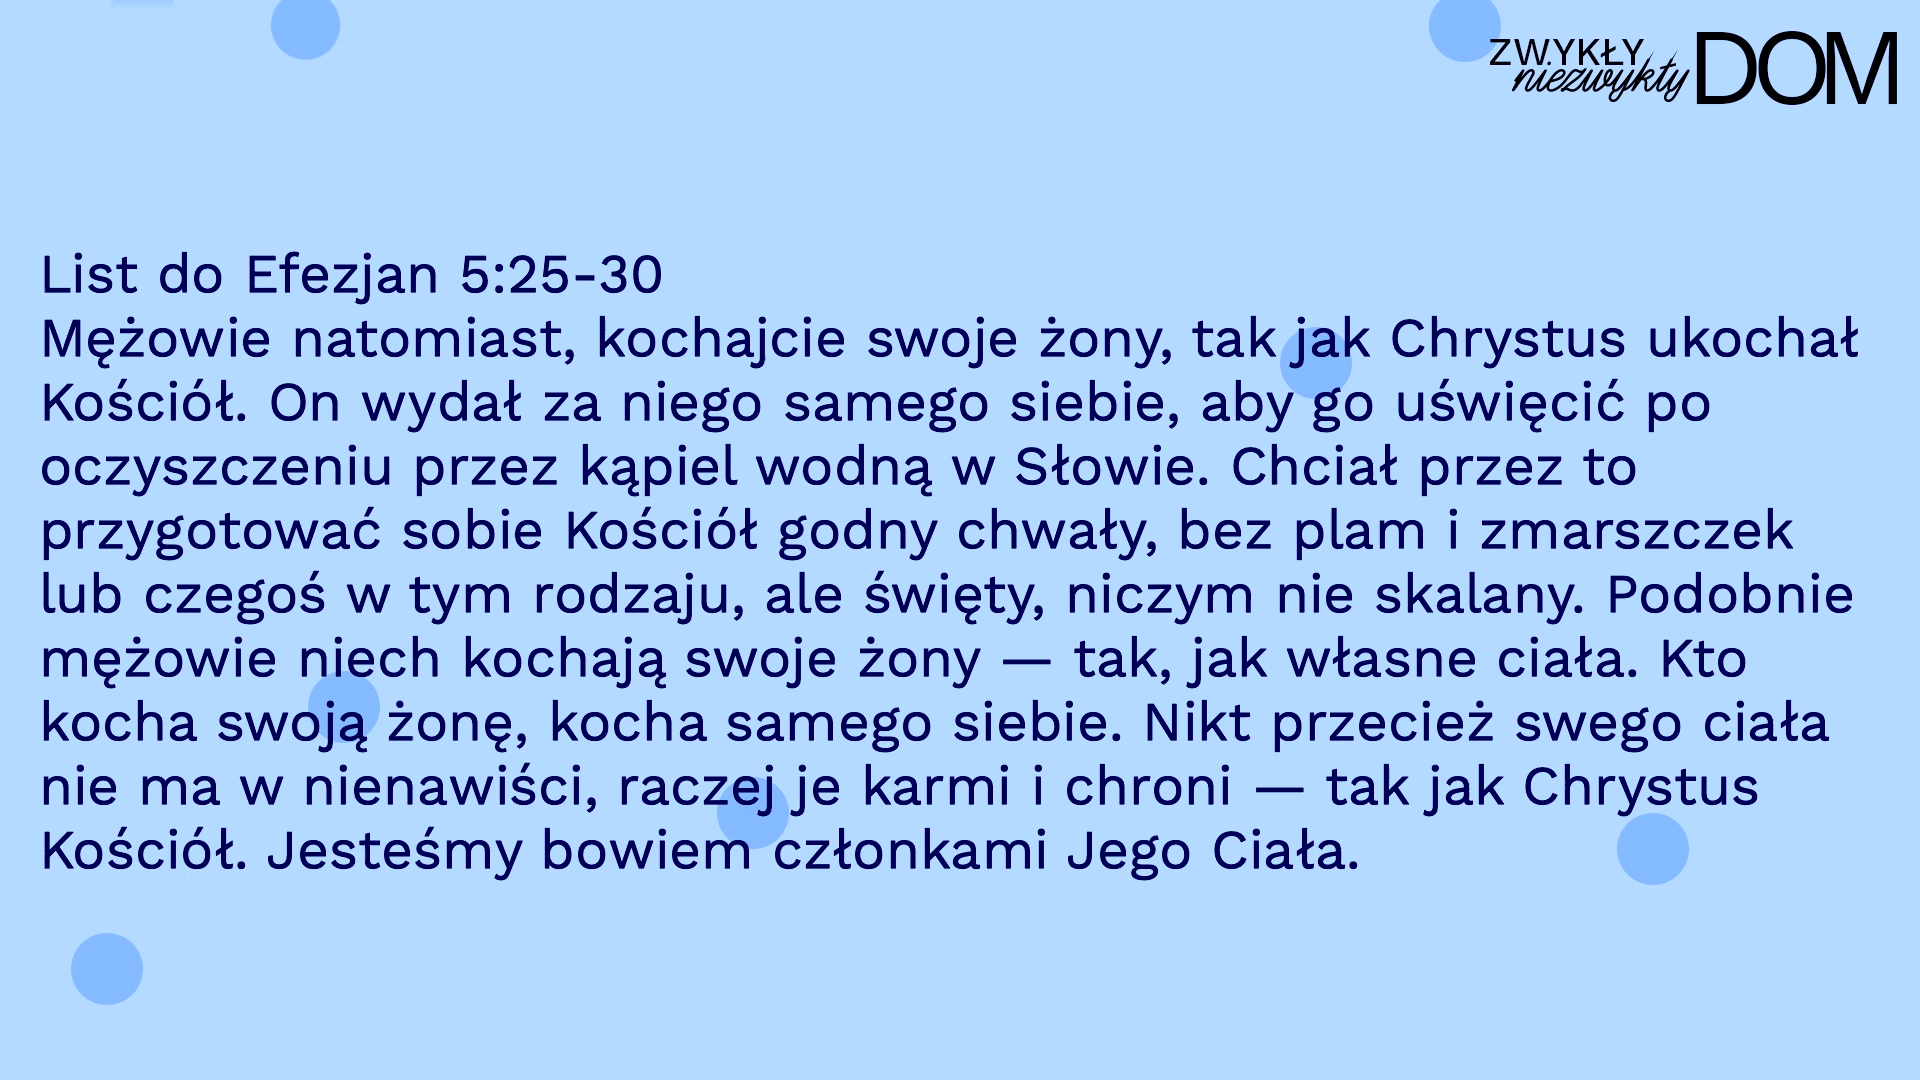 ZWYKŁY
niezwykły DOM
List do Efezjan 5:25-30
Mężowie natomiast, kochajcie swoje żony, tak jak Chrystus ukochał
Kościół. On wydał za niego samego siebie, aby go uświęcić po
oczyszczeniu przez kąpiel wodną w Słowie. Chciał przez to
przygotować sobie Kościół godny chwały, bez plam i zmarszczek
lub czegoś w tym rodzaju, ale święty, niczym nie skalany. Podobnie
mężowie niech kochają swoje żony — tak, jak własne ciała. Kto
kocha swoją żonę, kocha samego siebie. Nikt przecież swego ciała
nie ma w nienawiści, raczej je karmi i chroni — tak jak Chrystus
Kościół. Jesteśmy bowiem członkami Jego Ciała.